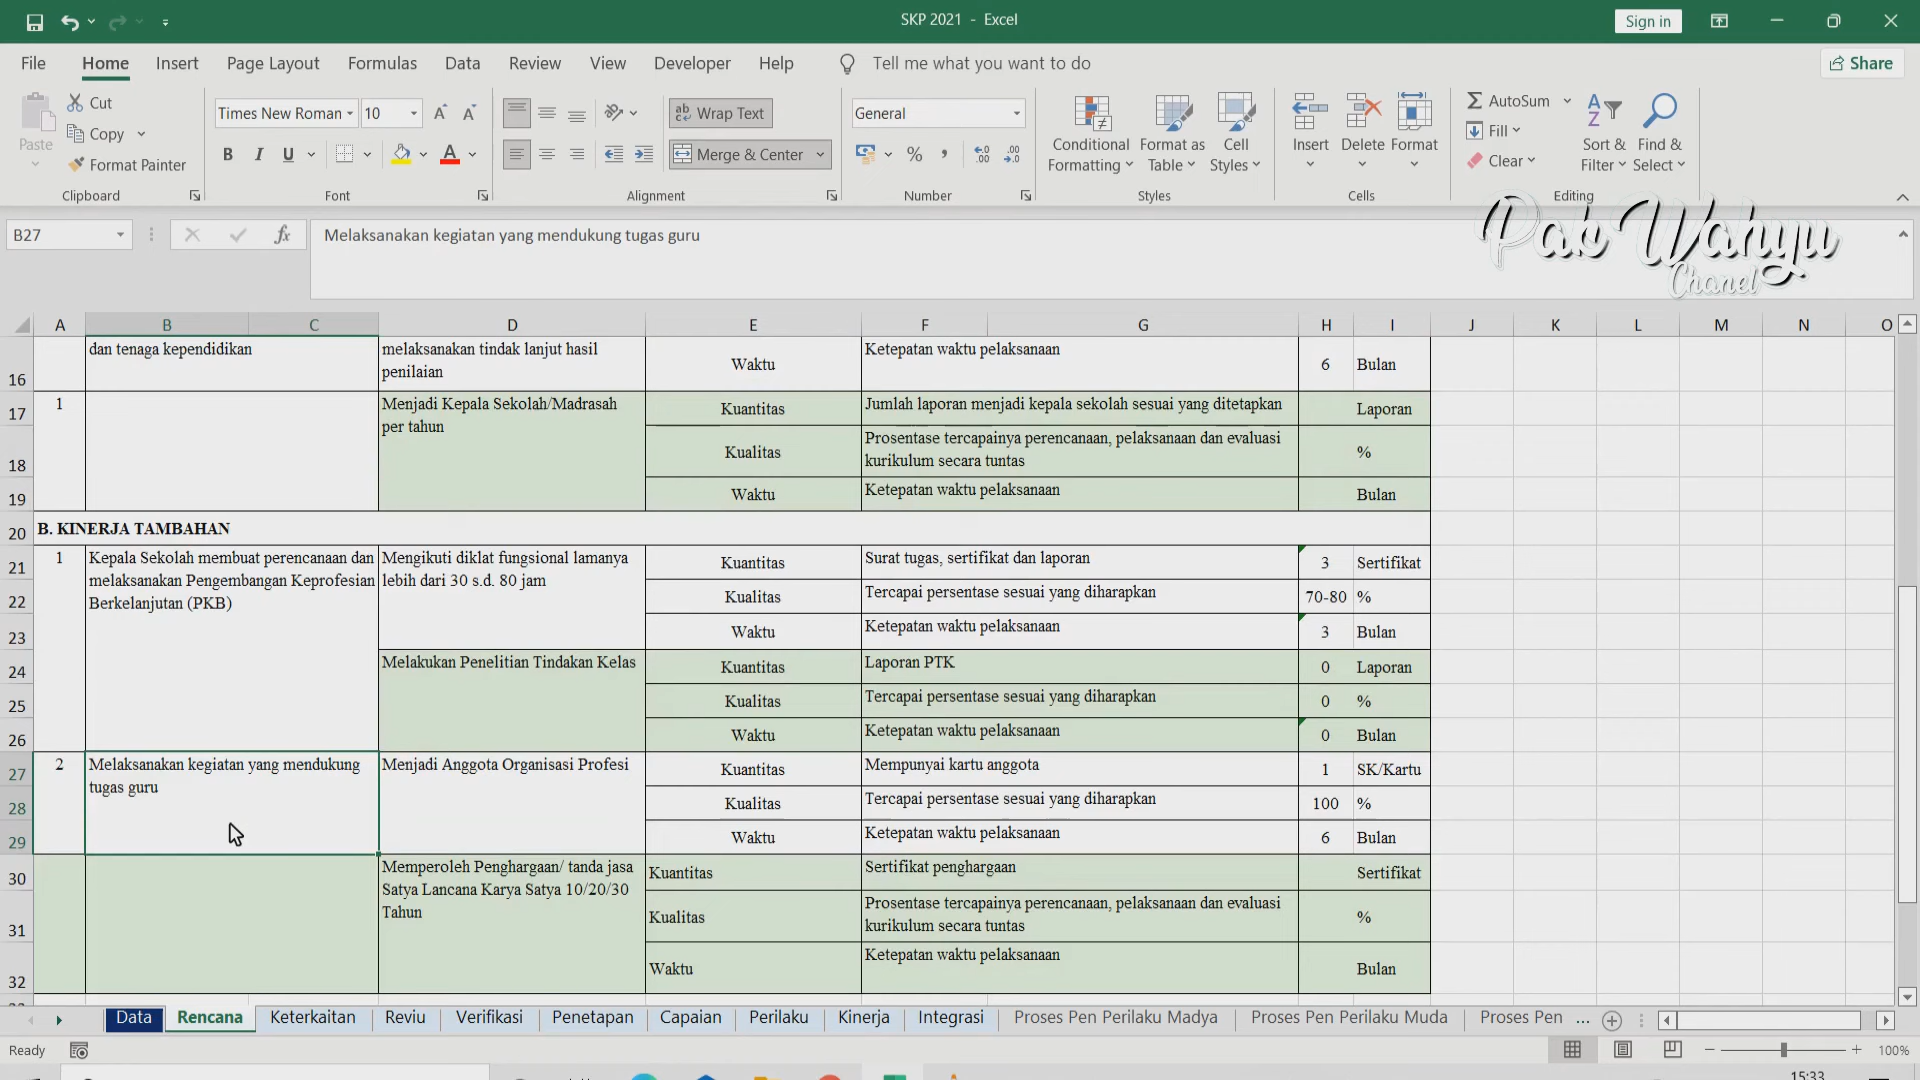 SKP 2021 - Excel
Sign in
File Home Insert Page Layout Formulas Data Review View Developer Help Tell me what you want to do Share
Paste
Cut
Copy
Format Painter
Clipboard
Times New Roman 10
B I U
Font
Wrap Text
Merge & Center
Alignment
General
%
Number
Conditional Formatting
Format as Table
Cell Styles
Styles
Insert Delete Format
Cells
AutoSum
Fill
Clear
Sort & Filter
Find & Select
Editing
Pak Wahyu
Chanel
B27 fx Melaksanakan kegiatan yang mendukung tugas guru
A B C D E F G H I J K L M N O
dan tenaga kependidikan melaksanakan tindak lanjut hasil
16 penilaian Waktu Ketepatan waktu pelaksanaan 6 Bulan
17 1 Menjadi Kepala Sekolah/Madrasah Kuantitas Jumlah laporan menjadi kepala sekolah sesuai yang ditetapkan Laporan
per tahun
18 Kualitas Prosentase tercapainya perencanaan, pelaksanaan dan evaluasi %
kurikulum secara tuntas
19 Waktu Ketepatan waktu pelaksanaan Bulan
20 B. KINERJA TAMBAHAN
21 1 Kepala Sekolah membuat perencanaan dan Mengikuti diklat fungsional lamanya Kuantitas Surat tugas, sertifikat dan laporan 3 Sertifikat
melaksanakan Pengembangan Keprofesian lebih dari 30 s.d. 80 jam
22 Berkelanjutan (PKB) Kualitas Tercapai persentase sesuai yang diharapkan 70-80 %
23 Waktu Ketepatan waktu pelaksanaan 3 Bulan
24 Melakukan Penelitian Tindakan Kelas Kuantitas Laporan PTK 0 Laporan
25 Kualitas Tercapai persentase sesuai yang diharapkan 0 %
26 Waktu Ketepatan waktu pelaksanaan 0 Bulan
27 2 Melaksanakan kegiatan yang mendukung Menjadi Anggota Organisasi Profesi Kuantitas Mempunyai kartu anggota 1 SK/Kartu
tugas guru
28 Kualitas Tercapai persentase sesuai yang diharapkan 100 %
29 Waktu Ketepatan waktu pelaksanaan 6 Bulan
30 Memperoleh Penghargaan/ tanda jasa Kuantitas Sertifikat penghargaan Sertifikat
Satya Lancana Karya Satya 10/20/30
31 Tahun Kualitas Prosentase tercapainya perencanaan, pelaksanaan dan evaluasi %
kurikulum secara tuntas
32 Waktu Ketepatan waktu pelaksanaan Bulan
Data Rencana Keterkaitan Reviu Verifikasi Penetapan Capaian Perilaku Kinerja Integrasi Proses Pen Perilaku Madya Proses Pen Perilaku Muda Proses Pen ...
Ready 100%
15:33